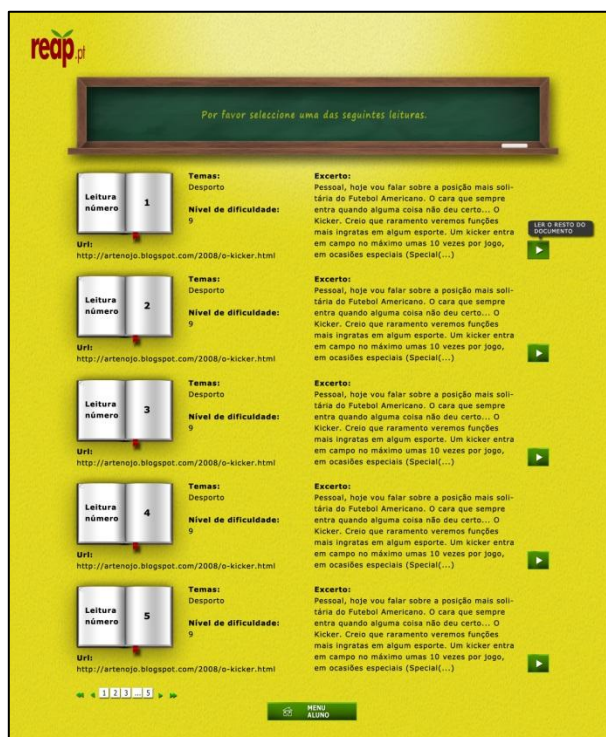 reap.pt
Por favor seleccione uma das seguintes leituras.
Leitura
número
1
Temas:
Desporto
Nível de dificuldade:
9
Url:
http://artenojo.blogspot.com/2008/o-kicker.html
Excerto:
Pessoal, hoje vou falar sobre a posição mais soli-
tária do Futebol Americano. O cara que sempre
entra quando alguma coisa não deu certo... O
Kicker. Creio que raramento veremos funções
mais ingratas em algum esporte. Um kicker entra
em campo no máximo umas 10 vezes por jogo,
em ocasiões especiais (Special(...)
LER O RESTO DO
DOCUMENTO
Leitura
número
2
Temas:
Desporto
Nível de dificuldade:
9
Url:
http://artenojo.blogspot.com/2008/o-kicker.html
Excerto:
Pessoal, hoje vou falar sobre a posição mais soli-
tária do Futebol Americano. O cara que sempre
entra quando alguma coisa não deu certo... O
Kicker. Creio que raramento veremos funções
mais ingratas em algum esporte. Um kicker entra
em campo no máximo umas 10 vezes por jogo,
em ocasiões especiais (Special(...)
Leitura
número
3
Temas:
Desporto
Nível de dificuldade:
9
Url:
http://artenojo.blogspot.com/2008/o-kicker.html
Excerto:
Pessoal, hoje vou falar sobre a posição mais soli-
tária do Futebol Americano. O cara que sempre
entra quando alguma coisa não deu certo... O
Kicker. Creio que raramento veremos funções
mais ingratas em algum esporte. Um kicker entra
em campo no máximo umas 10 vezes por jogo,
em ocasiões especiais (Special(...)
Leitura
número
4
Temas:
Desporto
Nível de dificuldade:
9
Url:
http://artenojo.blogspot.com/2008/o-kicker.html
Excerto:
Pessoal, hoje vou falar sobre a posição mais soli-
tária do Futebol Americano. O cara que sempre
entra quando alguma coisa não deu certo... O
Kicker. Creio que raramento veremos funções
mais ingratas em algum esporte. Um kicker entra
em campo no máximo umas 10 vezes por jogo,
em ocasiões especiais (Special(...)
Leitura
número
5
Temas:
Desporto
Nível de dificuldade:
9
Url:
http://artenojo.blogspot.com/2008/o-kicker.html
Excerto:
Pessoal, hoje vou falar sobre a posição mais soli-
tária do Futebol Americano. O cara que sempre
entra quando alguma coisa não deu certo... O
Kicker. Creio que raramento veremos funções
mais ingratas em algum esporte. Um kicker entra
em campo no máximo umas 10 vezes por jogo,
em ocasiões especiais (Special(...)
1 2 3 ... 5
MENU
ALUNO